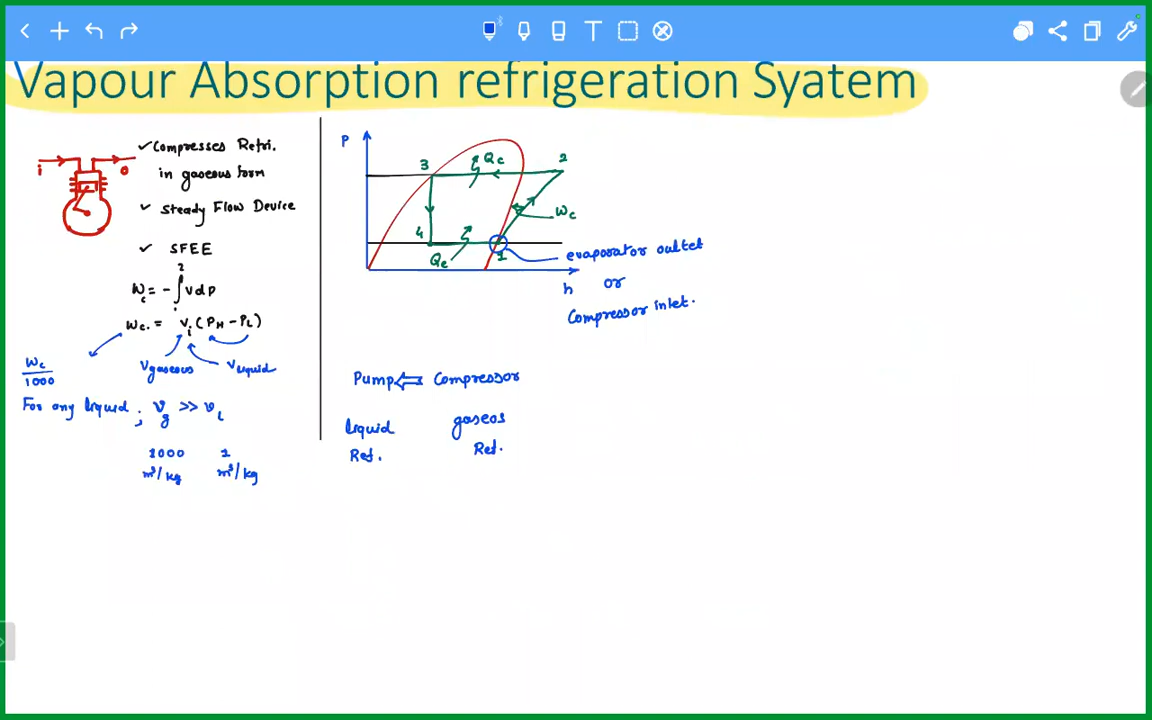 T
Vapour Absorption refrigeration Syatem
✓ Compresses Refri.
in gaseous form
i o
✓ Steady Flow Device
✓ SFEE
Wc = - ∫₁² vdp
Wc. = vi (PH - PL)
Wc/1000
Vgaseous Vliquid
For any liquid ; vg >> vL
1000 1
m³/kg m³/kg
P
3 Qc 2
Wc
4 Qe 1
h
evaporator outlet
or
Compressor inlet.
Pump ⇐ Compressor
liquid gaseos
Ref. Ref.